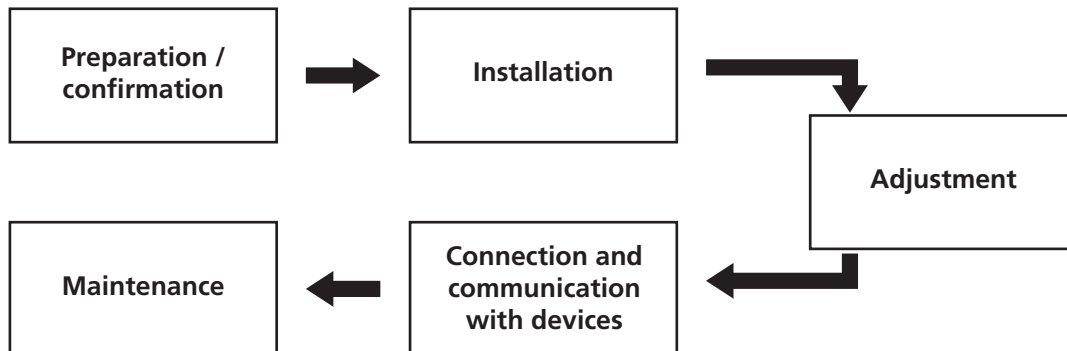 Preparation /
confirmation
Installation
Adjustment
Connection and
communication
with devices
Maintenance